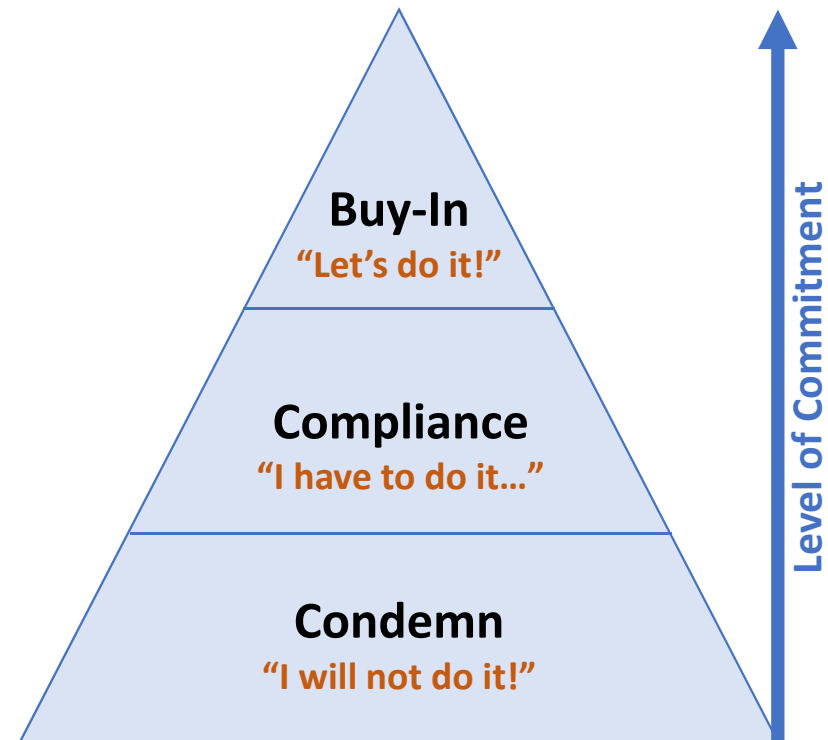 Buy-In
“Let’s do it!”
Compliance
“I have to do it…”
Condemn
“I will not do it!”
Level of Commitment